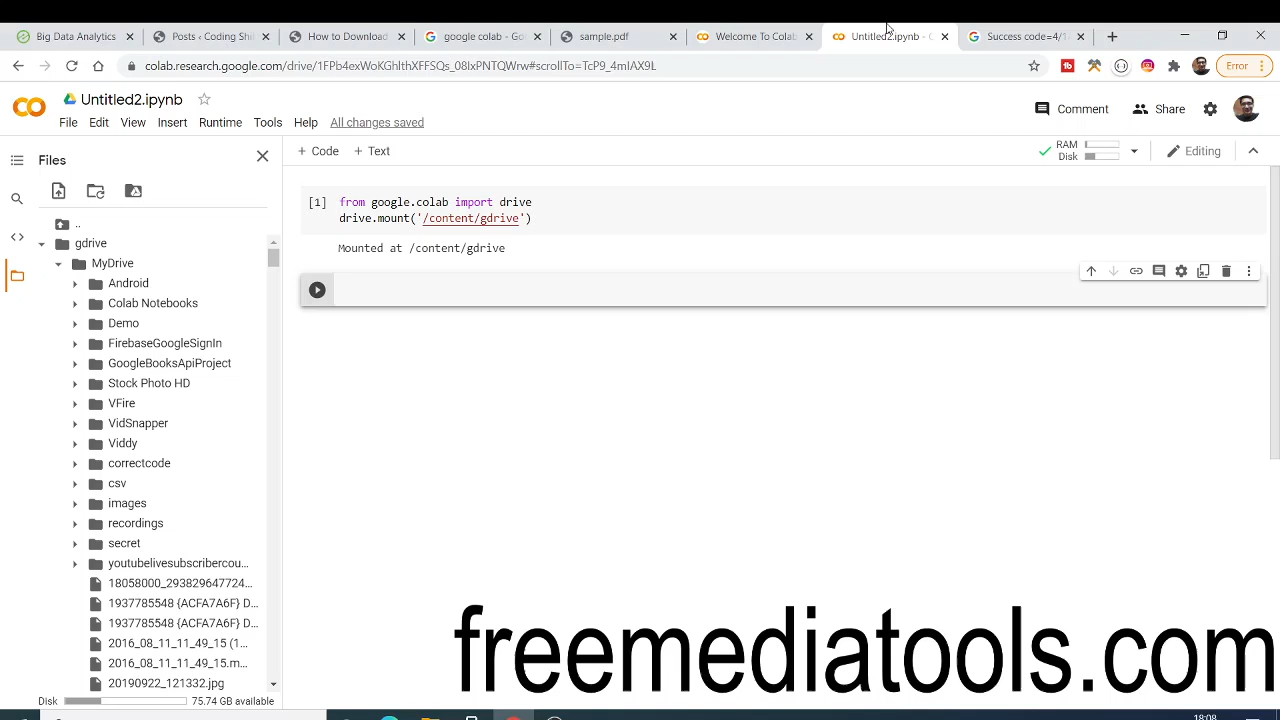 Big Data Analytics
Posts ‹ Coding Shi
How to Download
google colab - Go
sample.pdf
Welcome To Colab
Untitled2.ipynb - C
Success code=4/1
colab.research.google.com/drive/1FPb4exWoKGhlthXFFSQs_08IxPNTQWrw#scrollTo=TcP9_4mIAX9L
Error
Untitled2.ipynb
Comment
Share
File Edit View Insert Runtime Tools Help All changes saved
Files
+ Code + Text
RAM
Disk
Editing
[1] from google.colab import drive
drive.mount('/content/gdrive')
Mounted at /content/gdrive
..
gdrive
MyDrive
Android
Colab Notebooks
Demo
FirebaseGoogleSignIn
GoogleBooksApiProject
Stock Photo HD
VFire
VidSnapper
Viddy
correctcode
csv
images
recordings
secret
youtubelivesubscribercou...
18058000_293829647724...
1937785548 {ACFA7A6F} D...
1937785548 {ACFA7A6F} D...
2016_08_11_11_49_15 (1...
2016_08_11_11_49_15.m...
20190922_121332.jpg
Disk 75.74 GB available
freemediatools.com
18:08